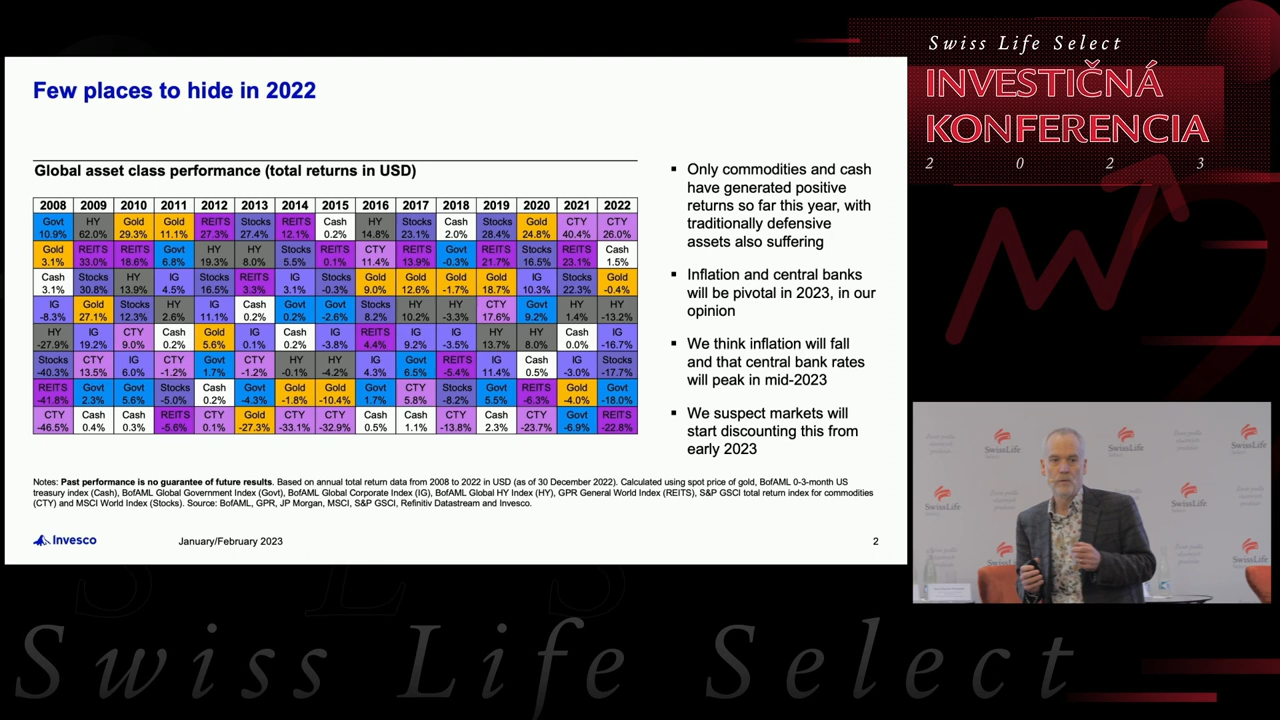 Swiss Life Select
INVESTIČNÁ
KONFERENCIA
2 0 2 3
Few places to hide in 2022
Global asset class performance (total returns in USD)
2008 2009 2010 2011 2012 2013 2014 2015 2016 2017 2018 2019 2020 2021 2022
Govt HY Gold Gold REITS Stocks REITS Cash HY Stocks Cash Stocks Gold CTY CTY
10.9% 62.0% 29.3% 11.1% 27.3% 27.4% 12.1% 0.2% 14.8% 23.1% 2.0% 28.4% 24.8% 40.4% 26.0%
Gold REITS REITS Govt HY HY Stocks REITS CTY REITS Govt REITS Stocks REITS Cash
3.1% 33.0% 18.6% 6.8% 19.3% 8.0% 5.5% 0.1% 11.4% 13.9% -0.3% 21.7% 16.5% 23.1% 1.5%
Cash Stocks HY IG Stocks REITS IG Stocks Gold Gold Gold Gold IG Stocks Gold
3.1% 30.8% 13.9% 4.5% 16.5% 3.3% 3.1% -0.3% 9.0% 12.6% -1.7% 18.7% 10.3% 22.3% -0.4%
IG Gold Stocks HY IG Cash Govt Govt Stocks HY HY CTY Govt HY HY
-8.3% 27.1% 12.3% 2.6% 11.1% 0.2% 0.2% -2.6% 8.2% 10.2% -3.3% 17.6% 9.2% 1.4% -13.2%
HY IG CTY Cash Gold IG Cash IG REITS IG IG HY HY Cash IG
-27.9% 19.2% 9.0% 0.2% 5.6% 0.1% 0.2% -3.8% 4.4% 9.2% -3.5% 13.7% 8.0% 0.0% -16.7%
Stocks CTY IG CTY Govt CTY HY HY IG Govt REITS IG Cash IG Stocks
-40.3% 13.5% 6.0% -1.2% 1.7% -1.2% -0.1% -4.2% 4.3% 6.5% -5.4% 11.4% 0.5% -3.0% -17.7%
REITS Govt Govt Stocks Cash Govt Gold Gold Govt CTY Stocks Govt REITS Gold Govt
-41.8% 2.3% 5.6% -5.0% 0.2% -4.3% -1.8% -10.4% 1.7% 5.8% -8.2% 5.5% -6.3% -4.0% -18.0%
CTY Cash Cash REITS CTY Gold CTY CTY Cash Cash CTY Cash CTY Govt REITS
-46.5% 0.4% 0.3% -5.6% 0.1% -27.3% -33.1% -32.9% 0.5% 1.1% -13.8% 2.3% -23.7% -6.9% -22.8%
▪ Only commodities and cash
have generated positive
returns so far this year, with
traditionally defensive
assets also suffering
▪ Inflation and central banks
will be pivotal in 2023, in our
opinion
▪ We think inflation will fall
and that central bank rates
will peak in mid-2023
▪ We suspect markets will
start discounting this from
early 2023
Notes: Past performance is no guarantee of future results. Based on annual total return data from 2008 to 2022 in USD (as of 30 December 2022). Calculated using spot price of gold, BofAML 0-3-month US
treasury index (Cash), BofAML Global Government Index (Govt), BofAML Global Corporate Index (IG), BofAML Global HY Index (HY), GPR General World Index (REITS), S&P GSCI total return index for commodities
(CTY) and MSCI World Index (Stocks). Source: BofAML, GPR, JP Morgan, MSCI, S&P GSCI, Refinitiv Datastream and Invesco.
Invesco
January/February 2023
2
SwissLife
Select
SwissLife
Select
SwissLife
Select
SwissLife
SwissLife
Select
SwissLife
Select
SwissLife
S L S
Swiss Life Select